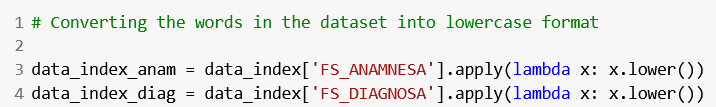 1 # Converting the words in the dataset into lowercase format
2
3 data_index_anam = data_index['FS_ANAMNESA'].apply(lambda x: x.lower())
4 data_index_diag = data_index['FS_DIAGNOSA'].apply(lambda x: x.lower())